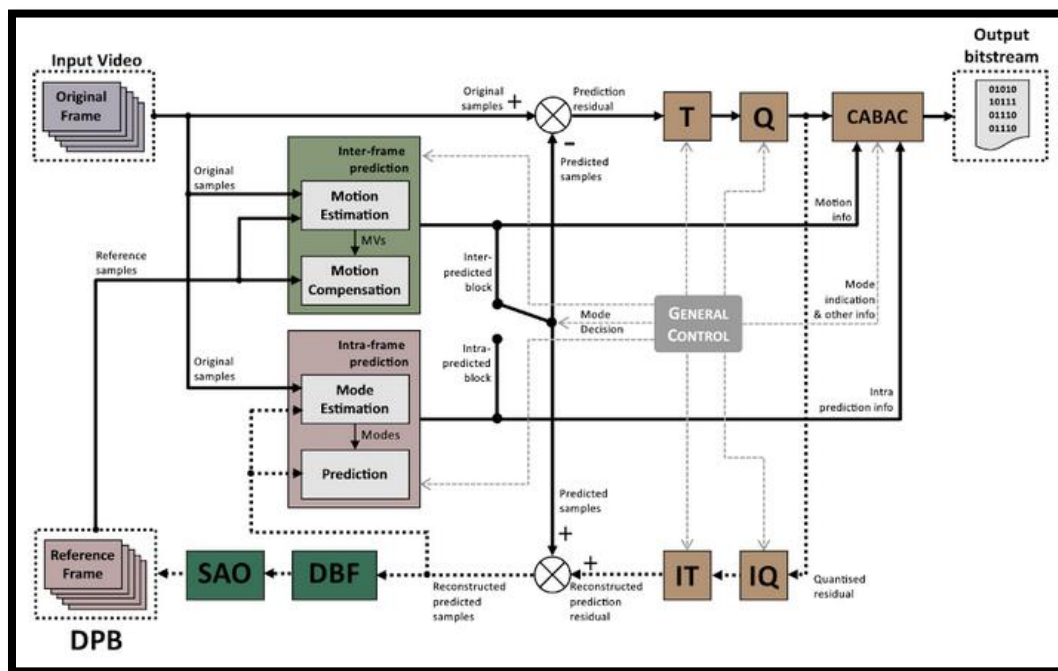 Input Video
Original
Frame
Original
samples
+
Prediction
residual
T
Q
CABAC
Output
bitstream
01010
10111
01110
01110
−
Predicted
samples
Inter-frame
prediction
Original
samples
Motion
Estimation
MVs
Motion
Compensation
Reference
samples
Motion
info
Inter-
predicted
block
Mode
Decision
GENERAL
CONTROL
Mode
indication
& other info
Intra-frame
prediction
Original
samples
Intra-
predicted
block
Mode
Estimation
Modes
Prediction
Intra
prediction info
Predicted
samples
+
+
Reference
Frame
DPB
SAO
DBF
Reconstructed
predicted
samples
Reconstructed
prediction
residual
IT
IQ
Quantised
residual